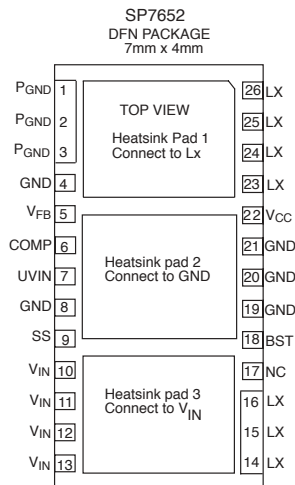 SP7652
DFN PACKAGE
7mm x 4mm
TOP VIEW
Heatsink Pad 1
Connect to Lx
Heatsink pad 2
Connect to GND
Heatsink pad 3
Connect to VIN
PGND 1
PGND 2
PGND 3
GND 4
VFB 5
COMP 6
UVIN 7
GND 8
SS 9
VIN 10
VIN 11
VIN 12
VIN 13
26 LX
25 LX
24 LX
23 LX
22 VCC
21 GND
20 GND
19 GND
18 BST
17 NC
16 LX
15 LX
14 LX